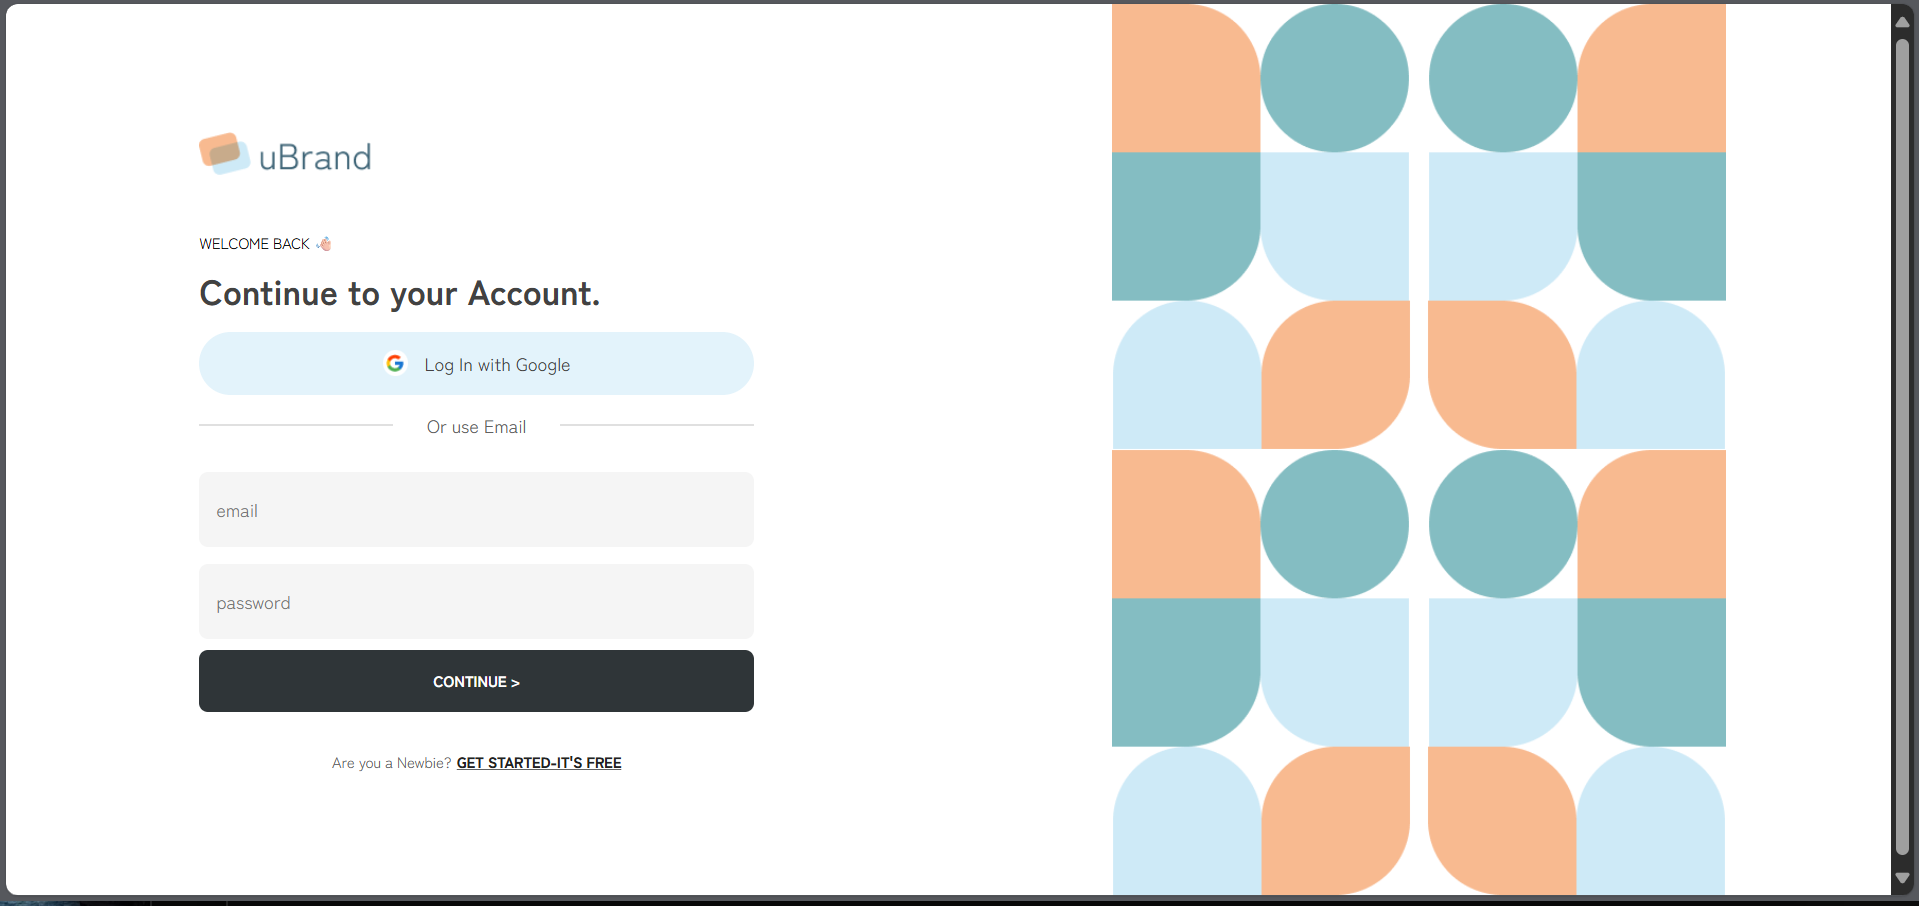 uBrand
WELCOME BACK 👋🏻
Continue to your Account.
Log In with Google
Or use Email
email
password
CONTINUE >
Are you a Newbie? GET STARTED-IT'S FREE